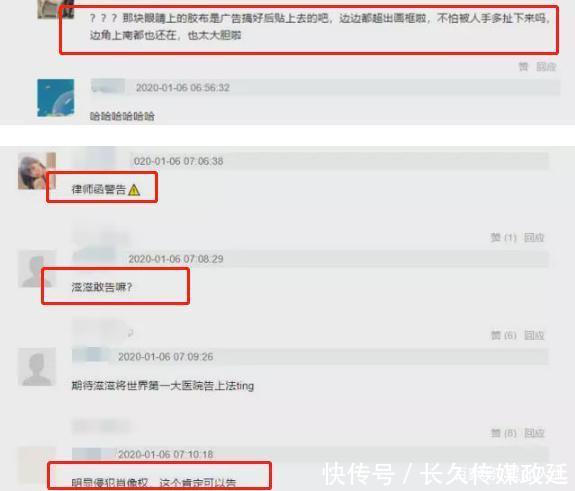 ？？？那块眼睛上的胶布是广告搞好后贴上去的吧，边边都超出画框啦，不怕被人手多扯下来吗，
边角上南都也还在，也太大胆啦
赞 回应
2020-01-06 06:56:32
哈哈哈哈哈哈
020-01-06 07:06:38
律师函警告⚠
赞 (1) 回应
2020-01-06 07:08:29
滋滋敢告嘛?
赞 (6) 回应
2020-01-06 07:09:26
期待滋滋将世界第一大医院告上法ting
赞 (8) 回应
2020-01-06 07:10:18
明显侵犯肖像权，这个肯定可以告
快传号／长久传媒政廷